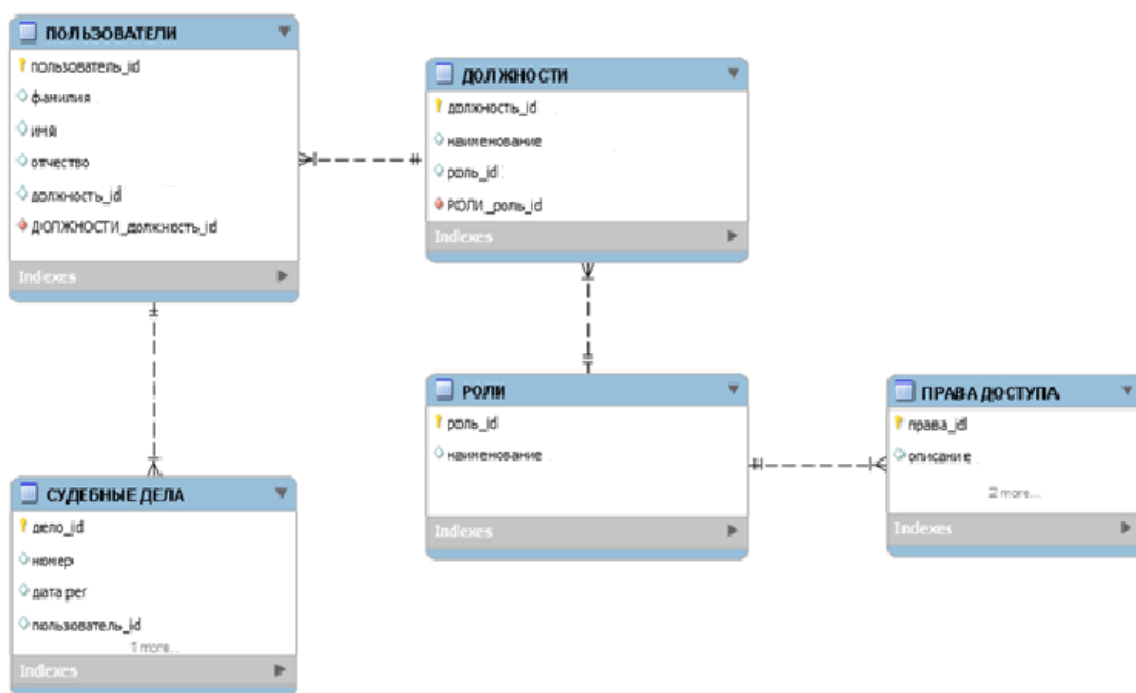 ПОЛЬЗОВАТЕЛИ
пользователь_id
фамилия
имя
отчество
должность_id
ДОЛЖНОСТИ_должность_id
Indexes
ДОЛЖНОСТИ
должность_id
наименование
роль_id
РОЛИ_роль_id
Indexes
РОЛИ
роль_id
наименование
Indexes
ПРАВА ДОСТУПА
права_id
описание
2 more...
Indexes
СУДЕБНЫЕ ДЕЛА
дело_id
номер
дата рег
пользователь_id
1 more...
Indexes